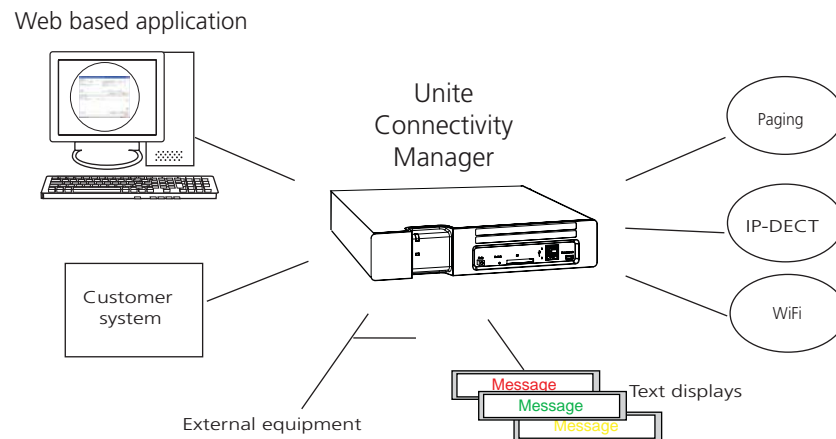 Web based application
Unite
Connectivity
Manager
Paging
IP-DECT
WiFi
Customer
system
External equipment
Message
Message
Message
Text displays